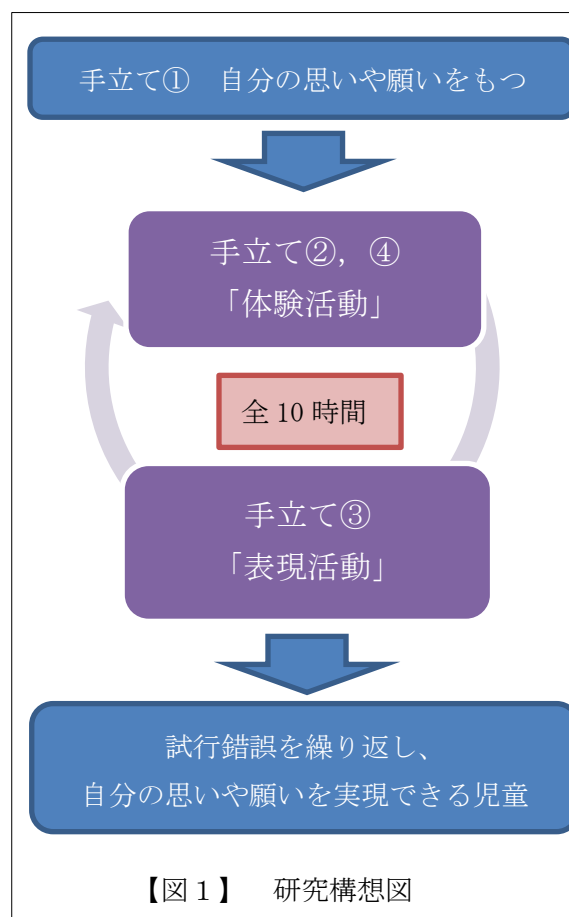 手立て①　自分の思いや願いをもつ
手立て②，④
「体験活動」
全10時間
手立て③
「表現活動」
試行錯誤を繰り返し、
自分の思いや願いを実現できる児童
【図1】　研究構想図